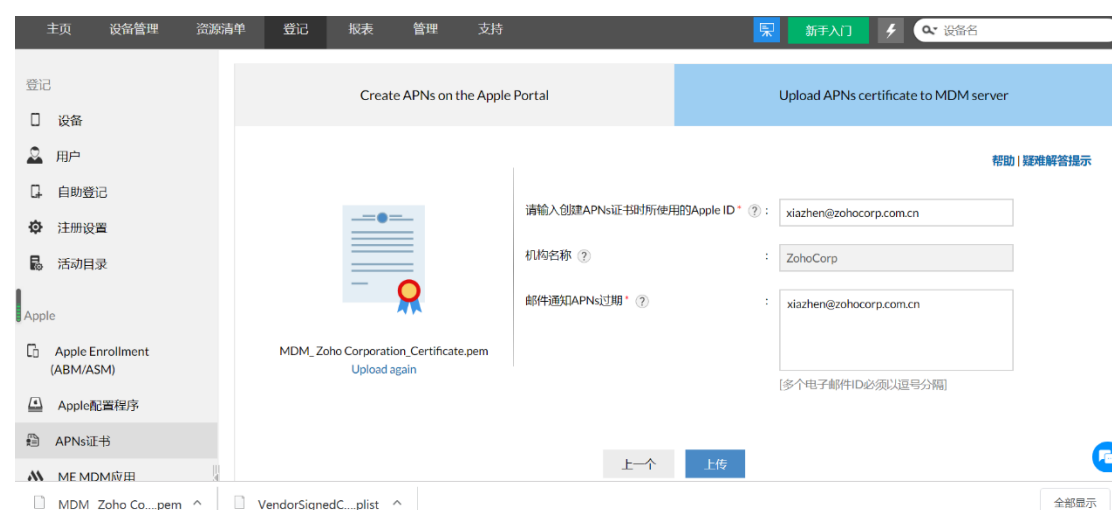 主页 设备管理 资源清单 登记 报表 管理 支持 新手入门 设备名
登记
设备
用户
自助登记
注册设置
活动目录
Apple
Apple Enrollment
(ABM/ASM)
Apple配置程序
APNs证书
ME MDM应用
Create APNs on the Apple Portal
Upload APNs certificate to MDM server
帮助 | 疑难解答提示
MDM_Zoho Corporation_Certificate.pem
Upload again
请输入创建APNs证书时所使用的Apple ID * ? : xiazhen@zohocorp.com.cn
机构名称 ? : ZohoCorp
邮件通知APNs过期 * ? : xiazhen@zohocorp.com.cn
[多个电子邮件ID必须以逗号分隔]
上一个 上传
MDM_Zoho Co....pem VendorSignedC....plist 全部显示